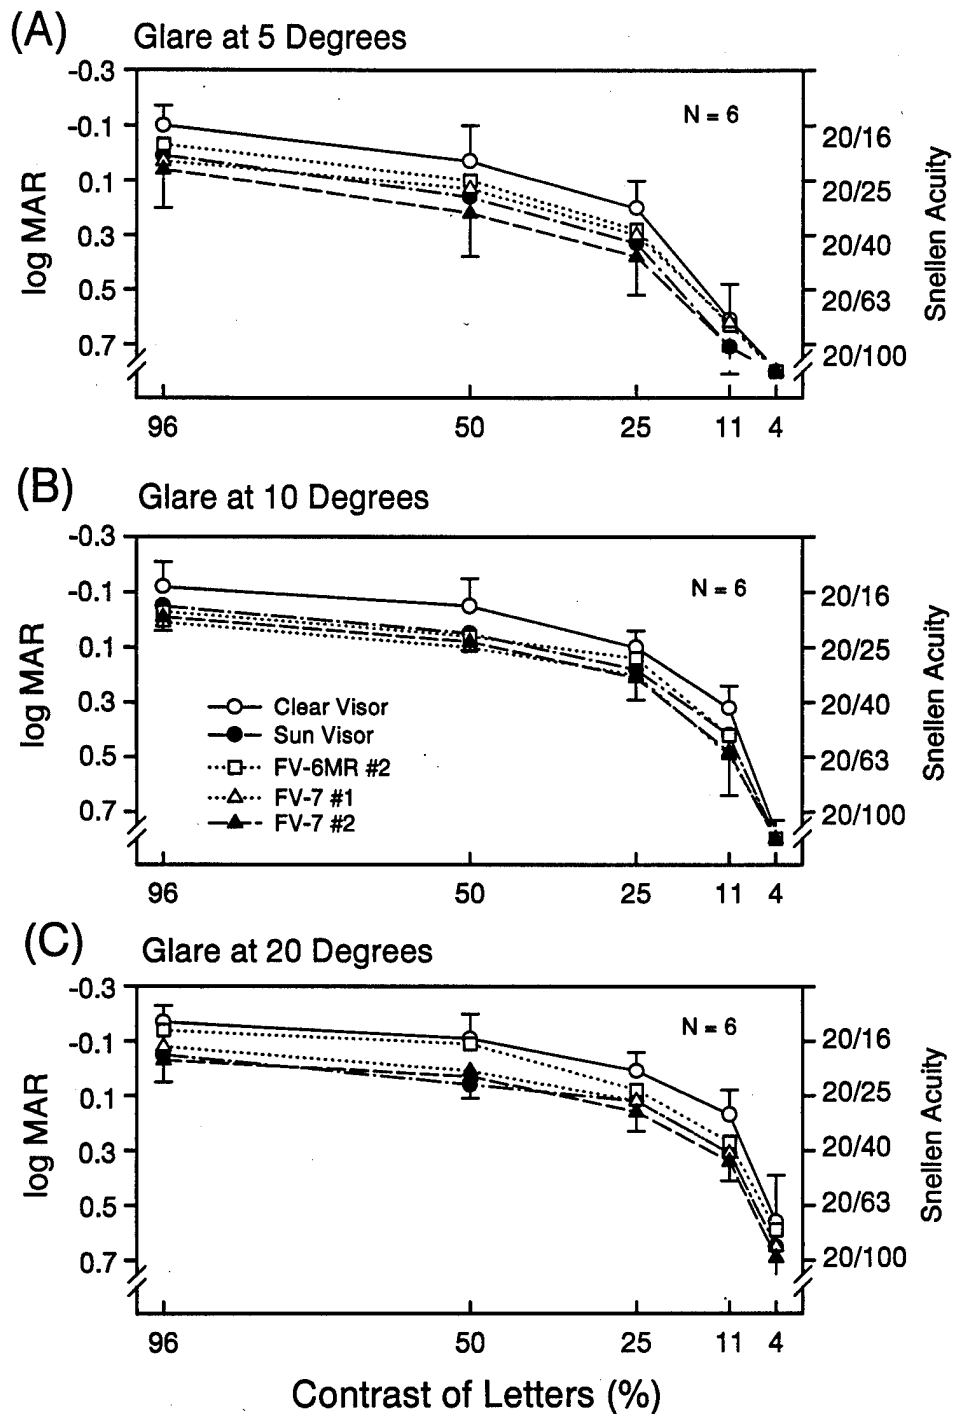 (A) Glare at 5 Degrees
-0.3
-0.1
0.1
0.3
0.5
0.7
log MAR
N = 6
20/16
20/25
20/40
20/63
20/100
Snellen Acuity
96 50 25 11 4
(B) Glare at 10 Degrees
-0.3
-0.1
0.1
0.3
0.5
0.7
log MAR
N = 6
Clear Visor
Sun Visor
FV-6MR #2
FV-7 #1
FV-7 #2
20/16
20/25
20/40
20/63
20/100
Snellen Acuity
96 50 25 11 4
(C) Glare at 20 Degrees
-0.3
-0.1
0.1
0.3
0.5
0.7
log MAR
N = 6
20/16
20/25
20/40
20/63
20/100
Snellen Acuity
96 50 25 11 4
Contrast of Letters (%)